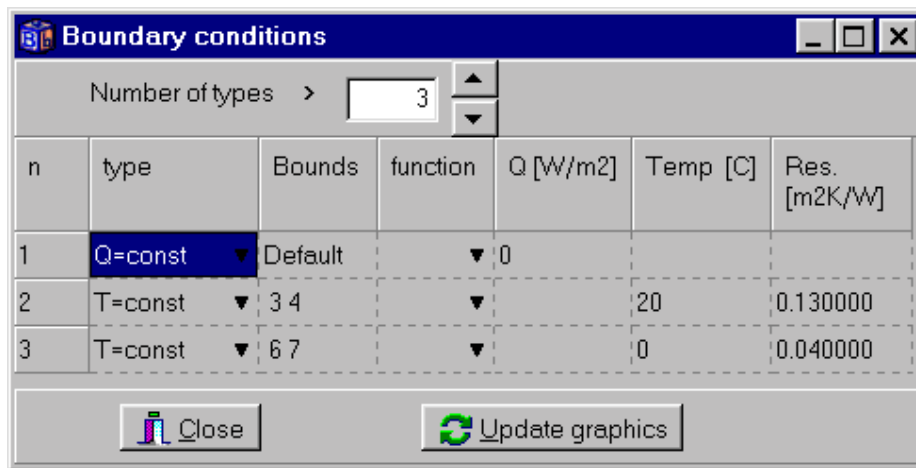 Boundary conditions
Number of types > 3
n type Bounds function Q [W/m2] Temp [C] Res. [m2K/W]
1 Q=const Default 0
2 T=const 3 4 20 0.130000
3 T=const 6 7 0 0.040000
Close Update graphics